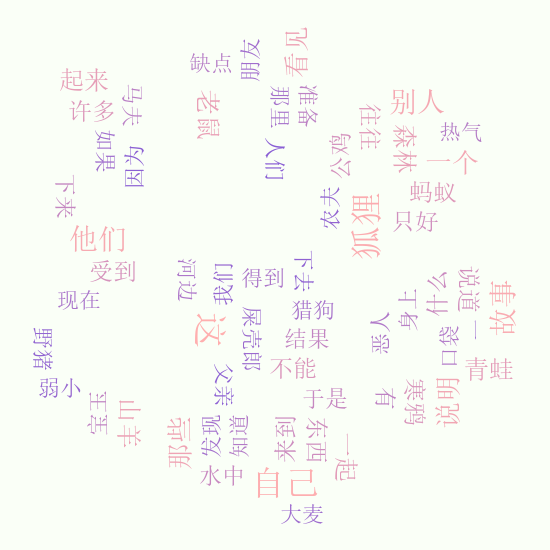 看见
朋友
缺点
起来
许多
马夫
老鼠
那里
准备
往往
别人
森林
热气
如果
因为
人们
公鸡
一个
下来
农夫
狐狸
蚂蚁
只好
他们
受到
现在
河边
我们
得到
下去
猎狗
屎壳郎
这
结果
恶人
身上
什么
说道
一
故事
口袋
野猪
弱小
父亲
不能
于是
有
寒鸦
说明
青蛙
宝玉
山羊
那些
发现
知道
来到
东西
一起
水中
自己
大麦